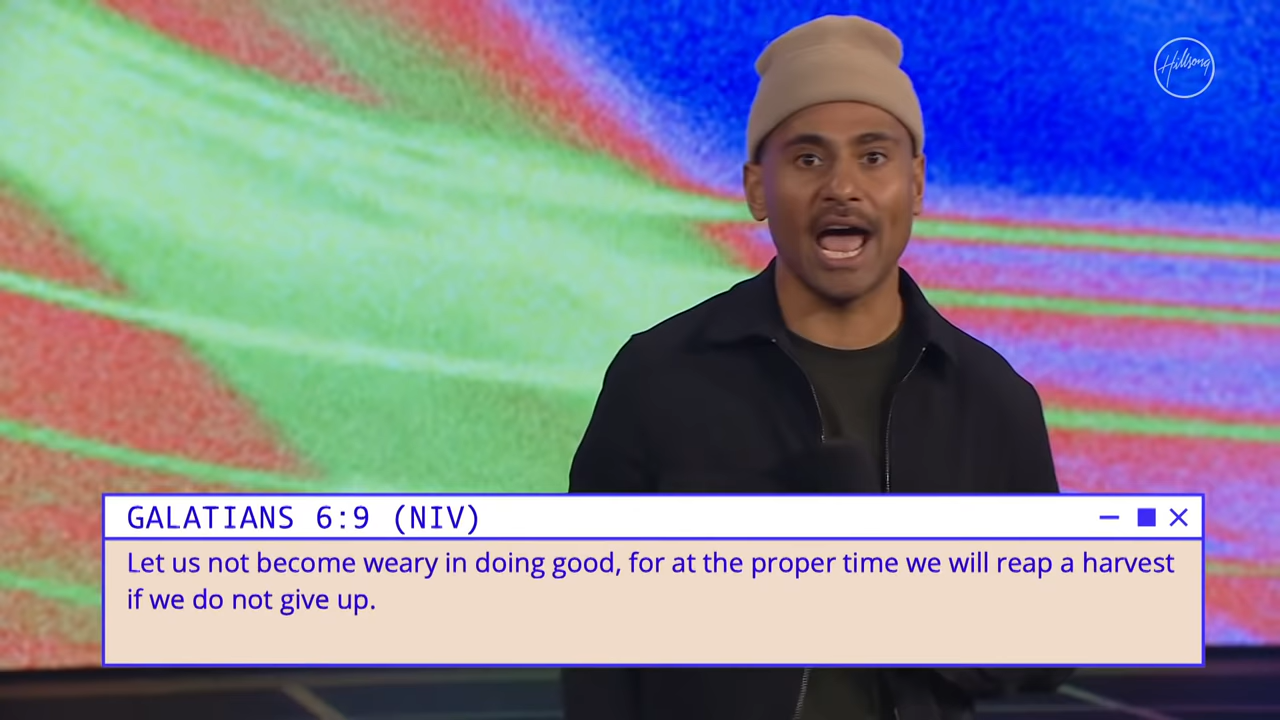 Hillsong
GALATIANS 6:9 (NIV)
Let us not become weary in doing good, for at the proper time we will reap a harvest
if we do not give up.